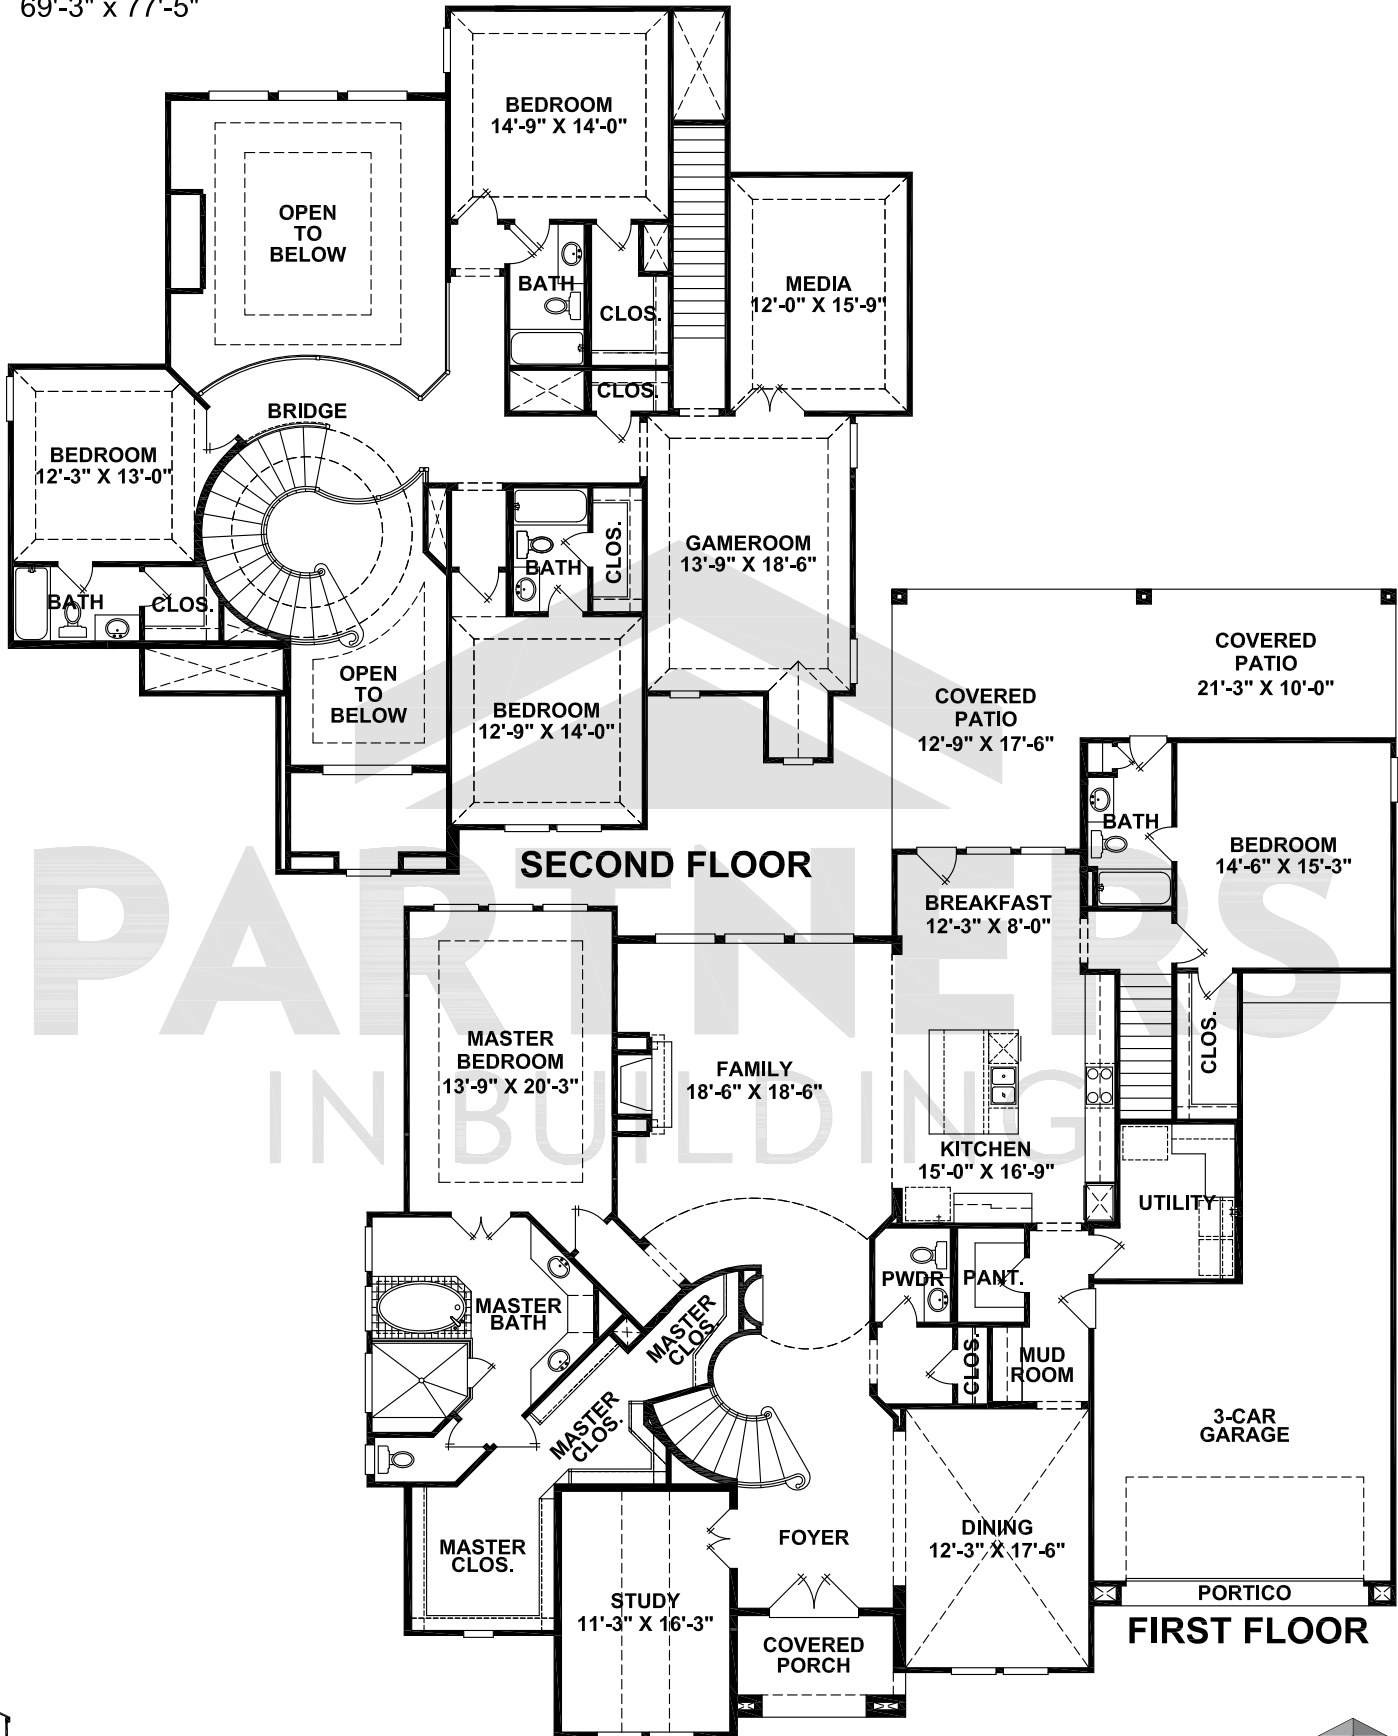 69'-3" x 77'-5"
BEDROOM
14'-9" X 14'-0"
OPEN
TO
BELOW
BATH
CLOS.
MEDIA
12'-0" X 15'-9"
CLOS.
BRIDGE
BEDROOM
12'-3" X 13'-0"
GAMEROOM
13'-9" X 18'-6"
BATH
CLOS.
BATH
CLOS.
OPEN
TO
BELOW
BEDROOM
12'-9" X 14'-0"
SECOND FLOOR
COVERED
PATIO
21'-3" X 10'-0"
COVERED
PATIO
12'-9" X 17'-6"
BATH
BEDROOM
14'-6" X 15'-3"
BREAKFAST
12'-3" X 8'-0"
PARTNERS
IN BUILDING
MASTER
BEDROOM
13'-9" X 20'-3"
FAMILY
18'-6" X 18'-6"
CLOS.
KITCHEN
15'-0" X 16'-9"
UTILITY
PWDR
PANT.
MASTER
BATH
MASTER
CLOS.
MUD
ROOM
CLOS.
MASTER
CLOS.
3-CAR
GARAGE
MASTER
CLOS.
FOYER
DINING
12'-3" X 17'-6"
STUDY
11'-3" X 16'-3"
PORTICO
COVERED
PORCH
FIRST FLOOR